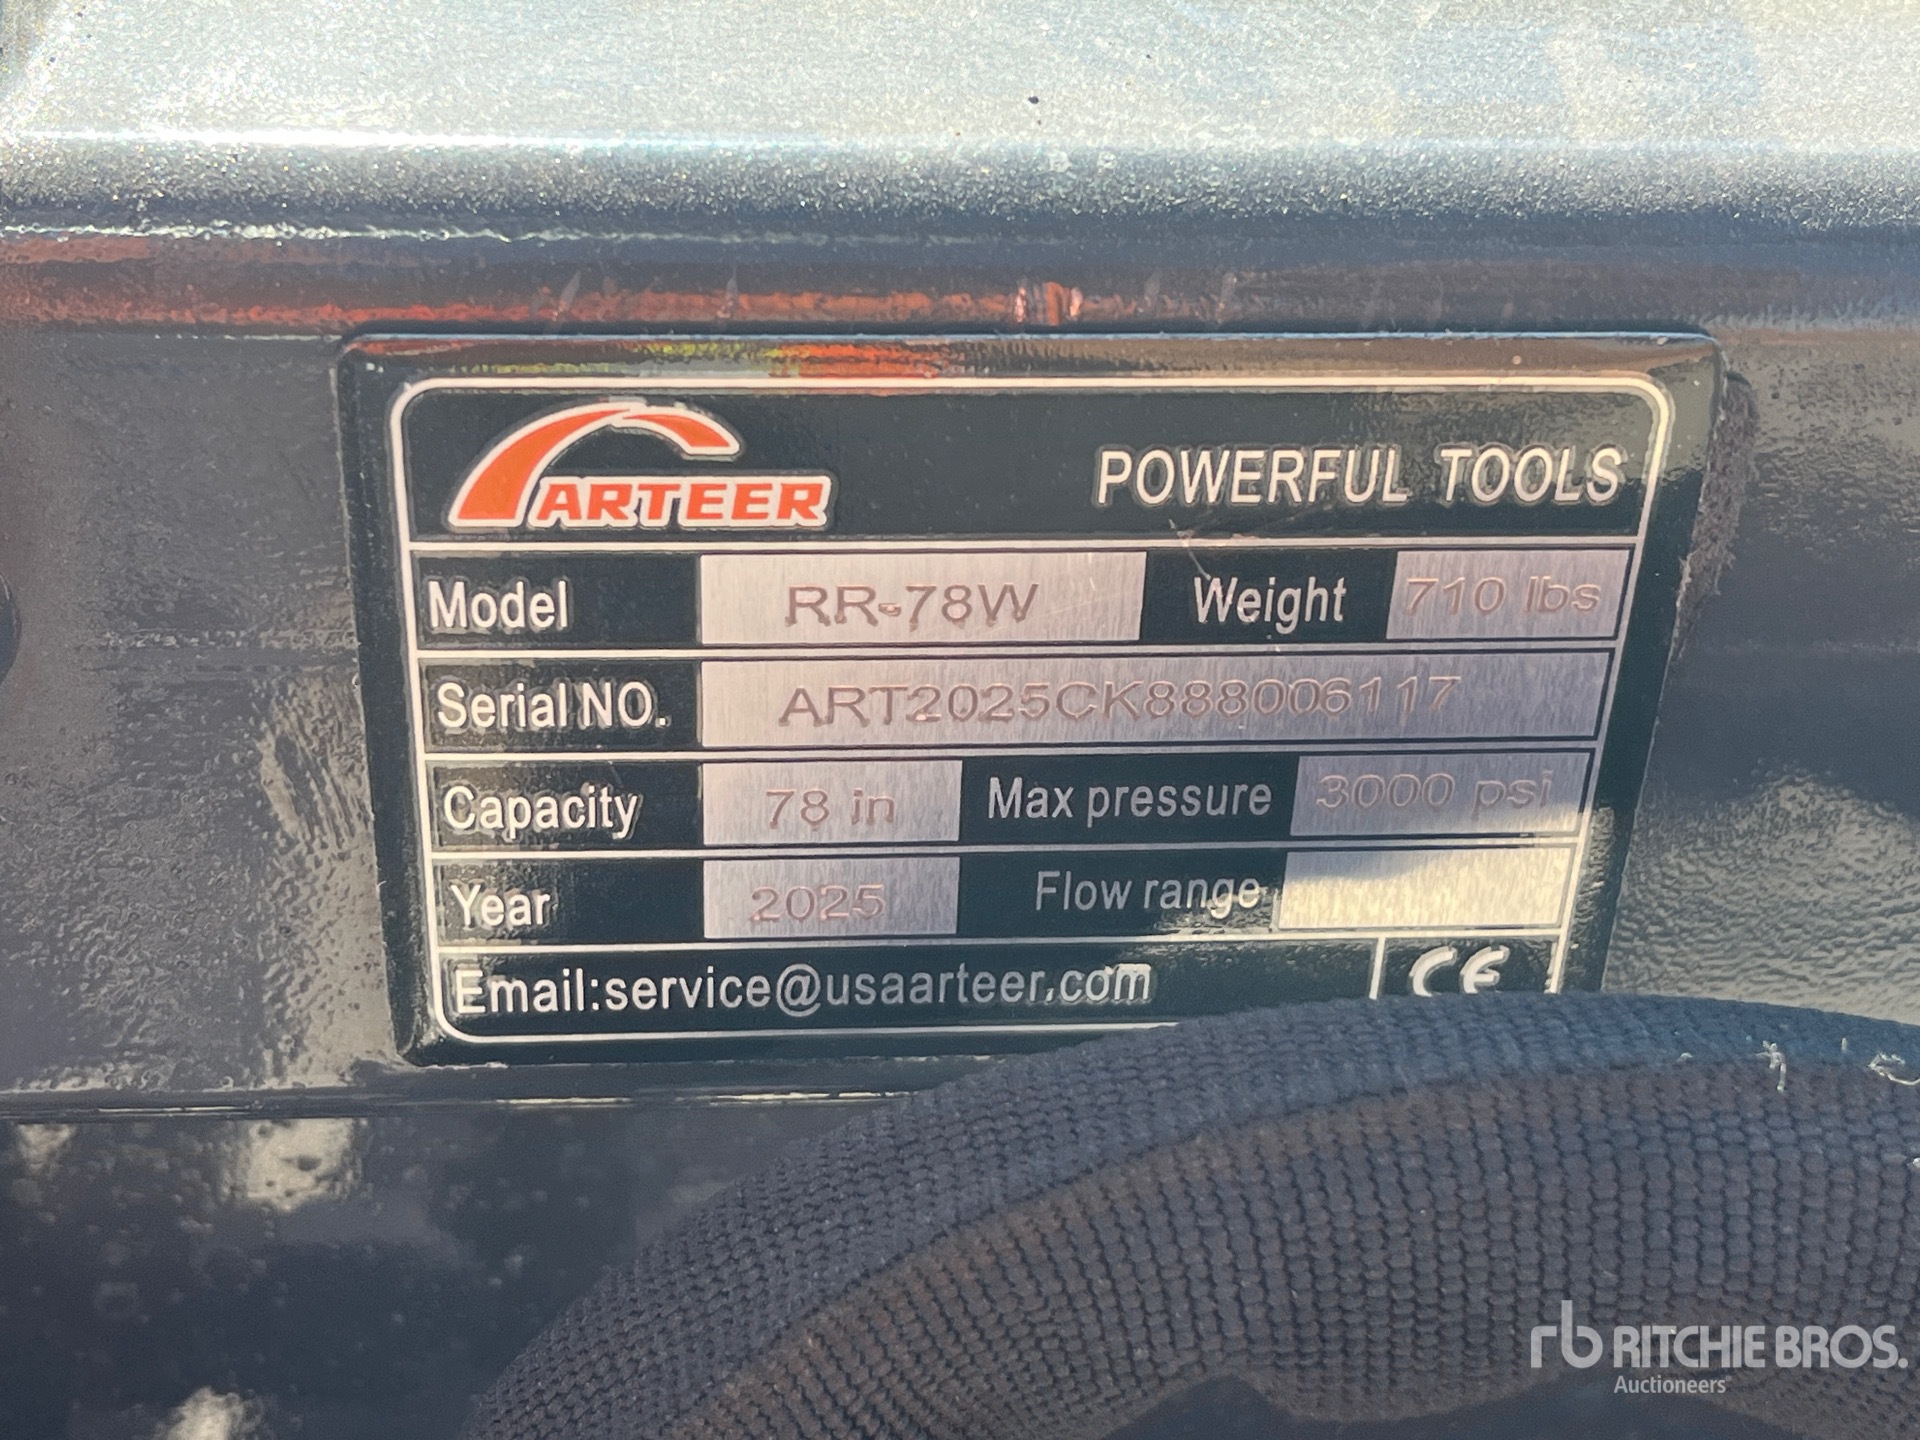 ARTEER POWERFUL TOOLS
Model RR-78W Weight 710 lbs
Serial NO. ART2025CK888006117
Capacity 78 in Max pressure 3000 psi
Year 2025 Flow range
Email:service@usaarteer.com CE
rb RITCHIE BROS.
Auctioneers